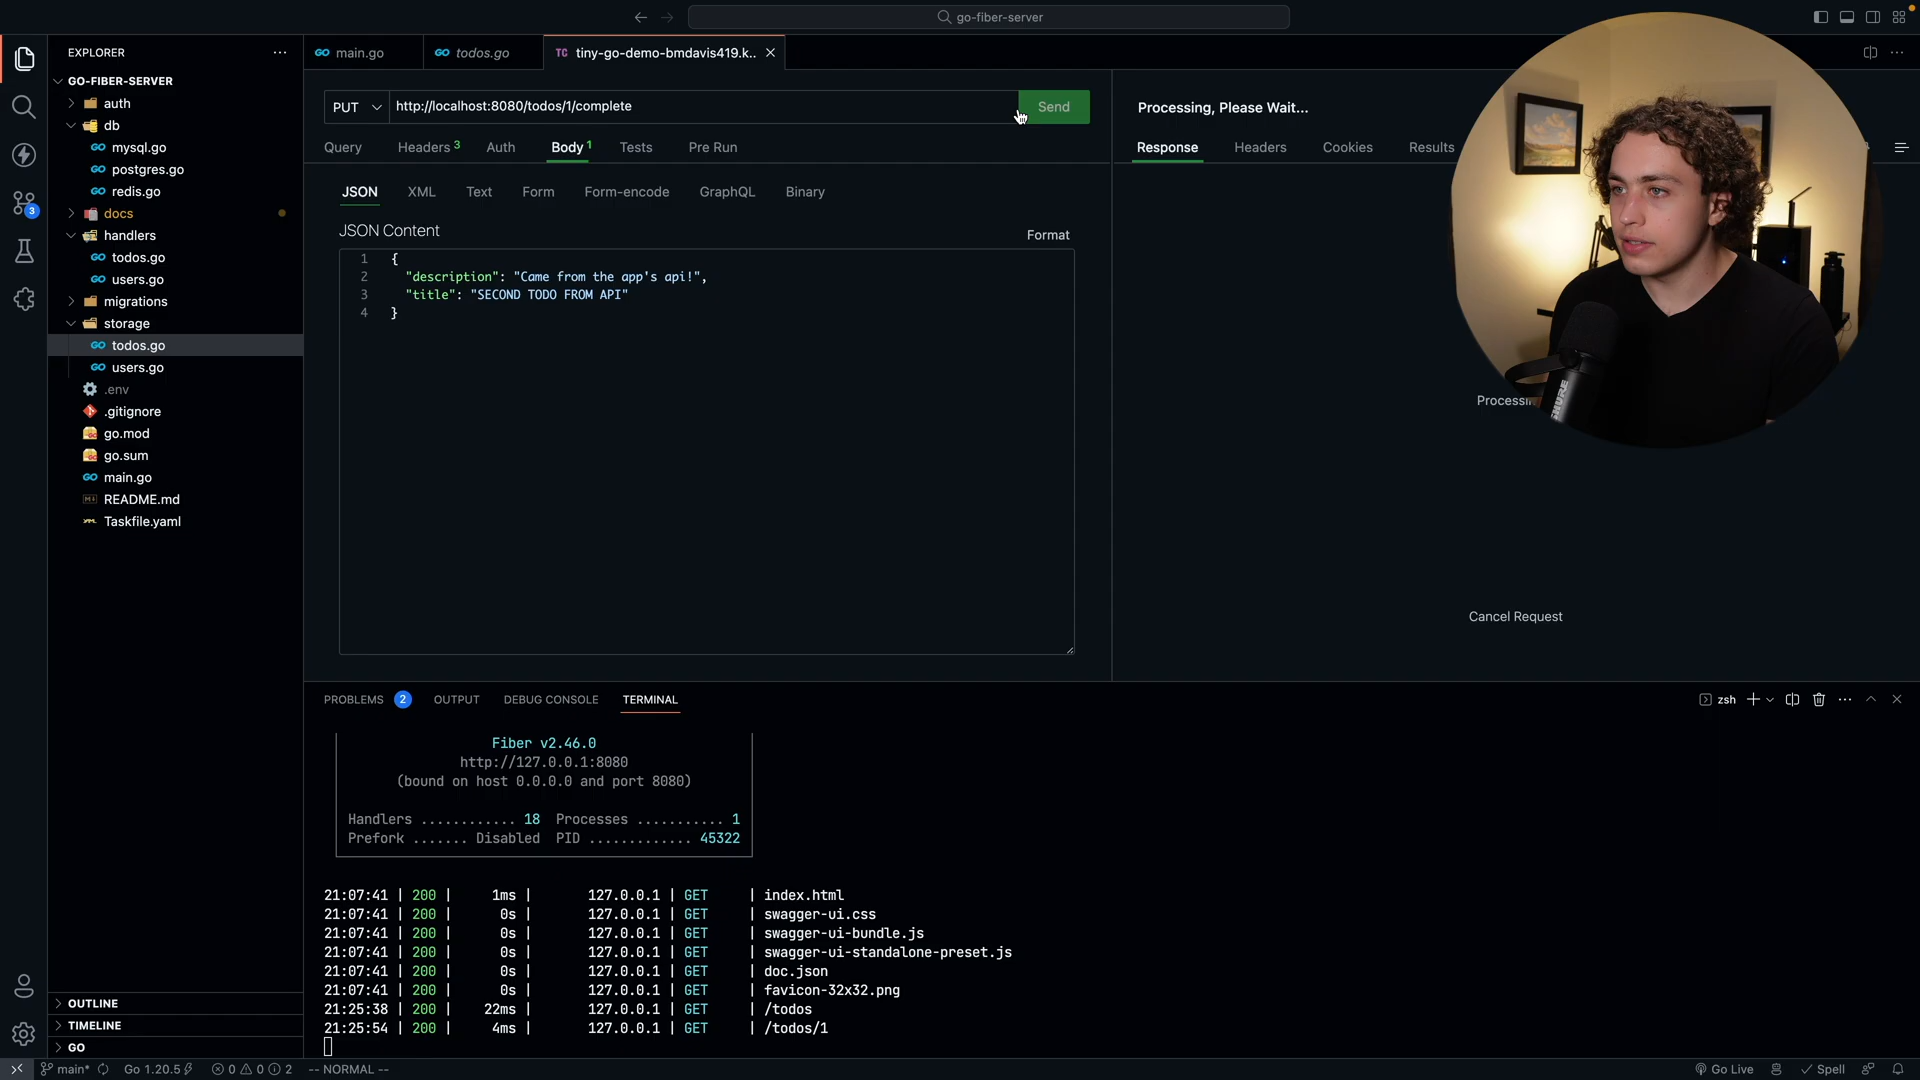 go-fiber-server
EXPLORER
GO-FIBER-SERVER
auth
db
mysql.go
postgres.go
redis.go
docs
handlers
todos.go
users.go
migrations
storage
todos.go
users.go
.env
.gitignore
go.mod
go.sum
main.go
README.md
Taskfile.yaml
OUTLINE
TIMELINE
GO
3
main.go
todos.go
TC tiny-go-demo-bmdavis419.k..
PUT http://localhost:8080/todos/1/complete Send
Query Headers 3 Auth Body 1 Tests Pre Run
JSON XML Text Form Form-encode GraphQL Binary
JSON Content
Format
1 {
2 "description": "Came from the app's api!",
3 "title": "SECOND TODO FROM API"
4 }
Processing, Please Wait...
Response Headers Cookies Results
Cancel Request
SHURE
PROBLEMS 2 OUTPUT DEBUG CONSOLE TERMINAL
zsh
Fiber v2.46.0
http://127.0.0.1:8080
(bound on host 0.0.0.0 and port 8080)
Handlers ............ 18 Processes ........... 1
Prefork ....... Disabled PID ............. 45322
21:07:41 | 200 | 1ms | 127.0.0.1 | GET | index.html
21:07:41 | 200 | 0s | 127.0.0.1 | GET | swagger-ui.css
21:07:41 | 200 | 0s | 127.0.0.1 | GET | swagger-ui-bundle.js
21:07:41 | 200 | 0s | 127.0.0.1 | GET | swagger-ui-standalone-preset.js
21:07:41 | 200 | 0s | 127.0.0.1 | GET | doc.json
21:07:41 | 200 | 0s | 127.0.0.1 | GET | favicon-32x32.png
21:25:38 | 200 | 22ms | 127.0.0.1 | GET | /todos
21:25:54 | 200 | 4ms | 127.0.0.1 | GET | /todos/1
main* Go 1.20.5 0 0 2 -- NORMAL --
Go Live Spell